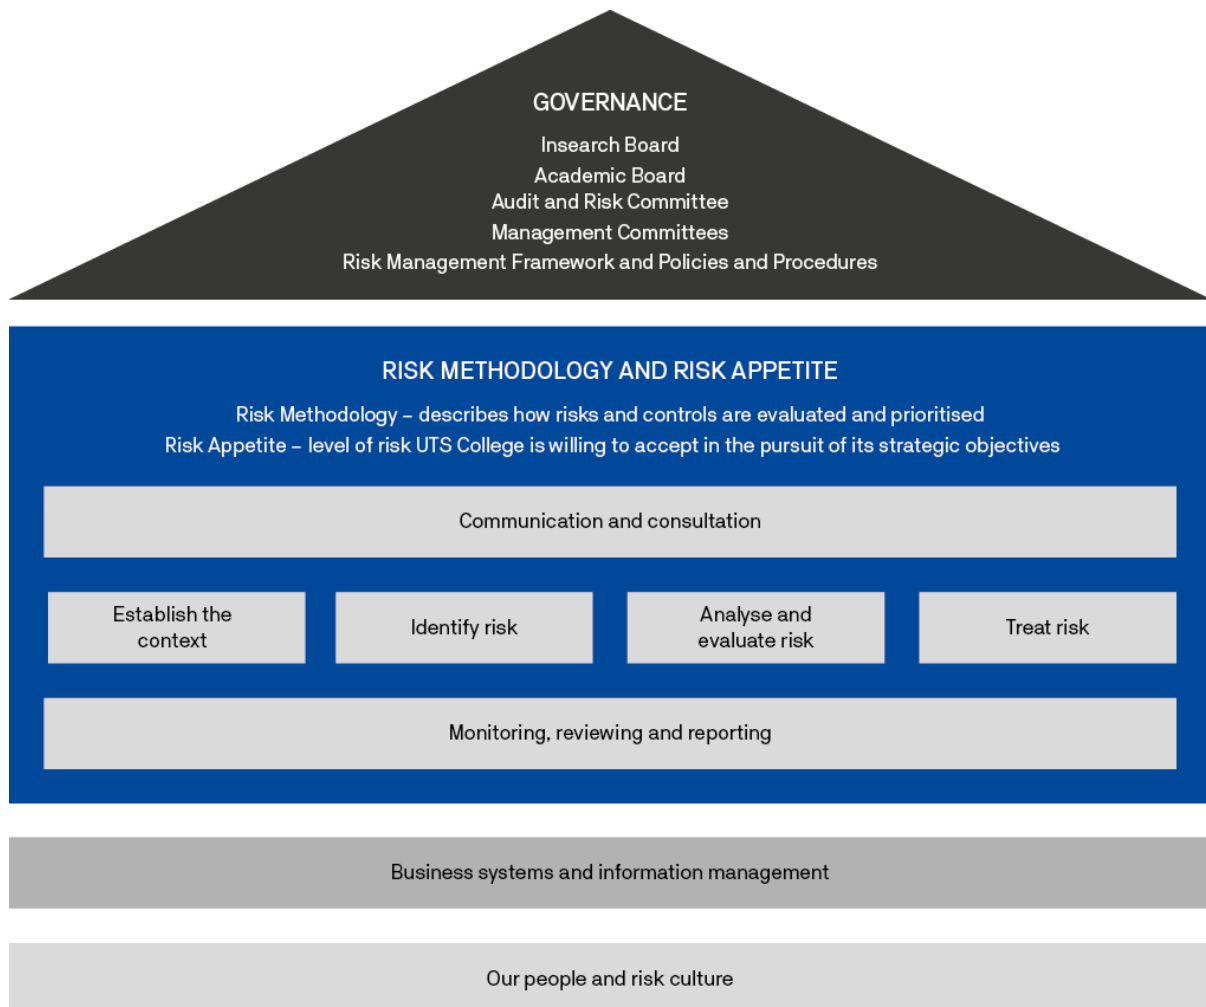 GOVERNANCE
Insearch Board
Academic Board
Audit and Risk Committee
Management Committees
Risk Management Framework and Policies and Procedures
RISK METHODOLOGY AND RISK APPETITE
Risk Methodology – describes how risks and controls are evaluated and prioritised
Risk Appetite – level of risk UTS College is willing to accept in the pursuit of its strategic objectives
Communication and consultation
Establish the
context
Identify risk
Analyse and
evaluate risk
Treat risk
Monitoring, reviewing and reporting
Business systems and information management
Our people and risk culture